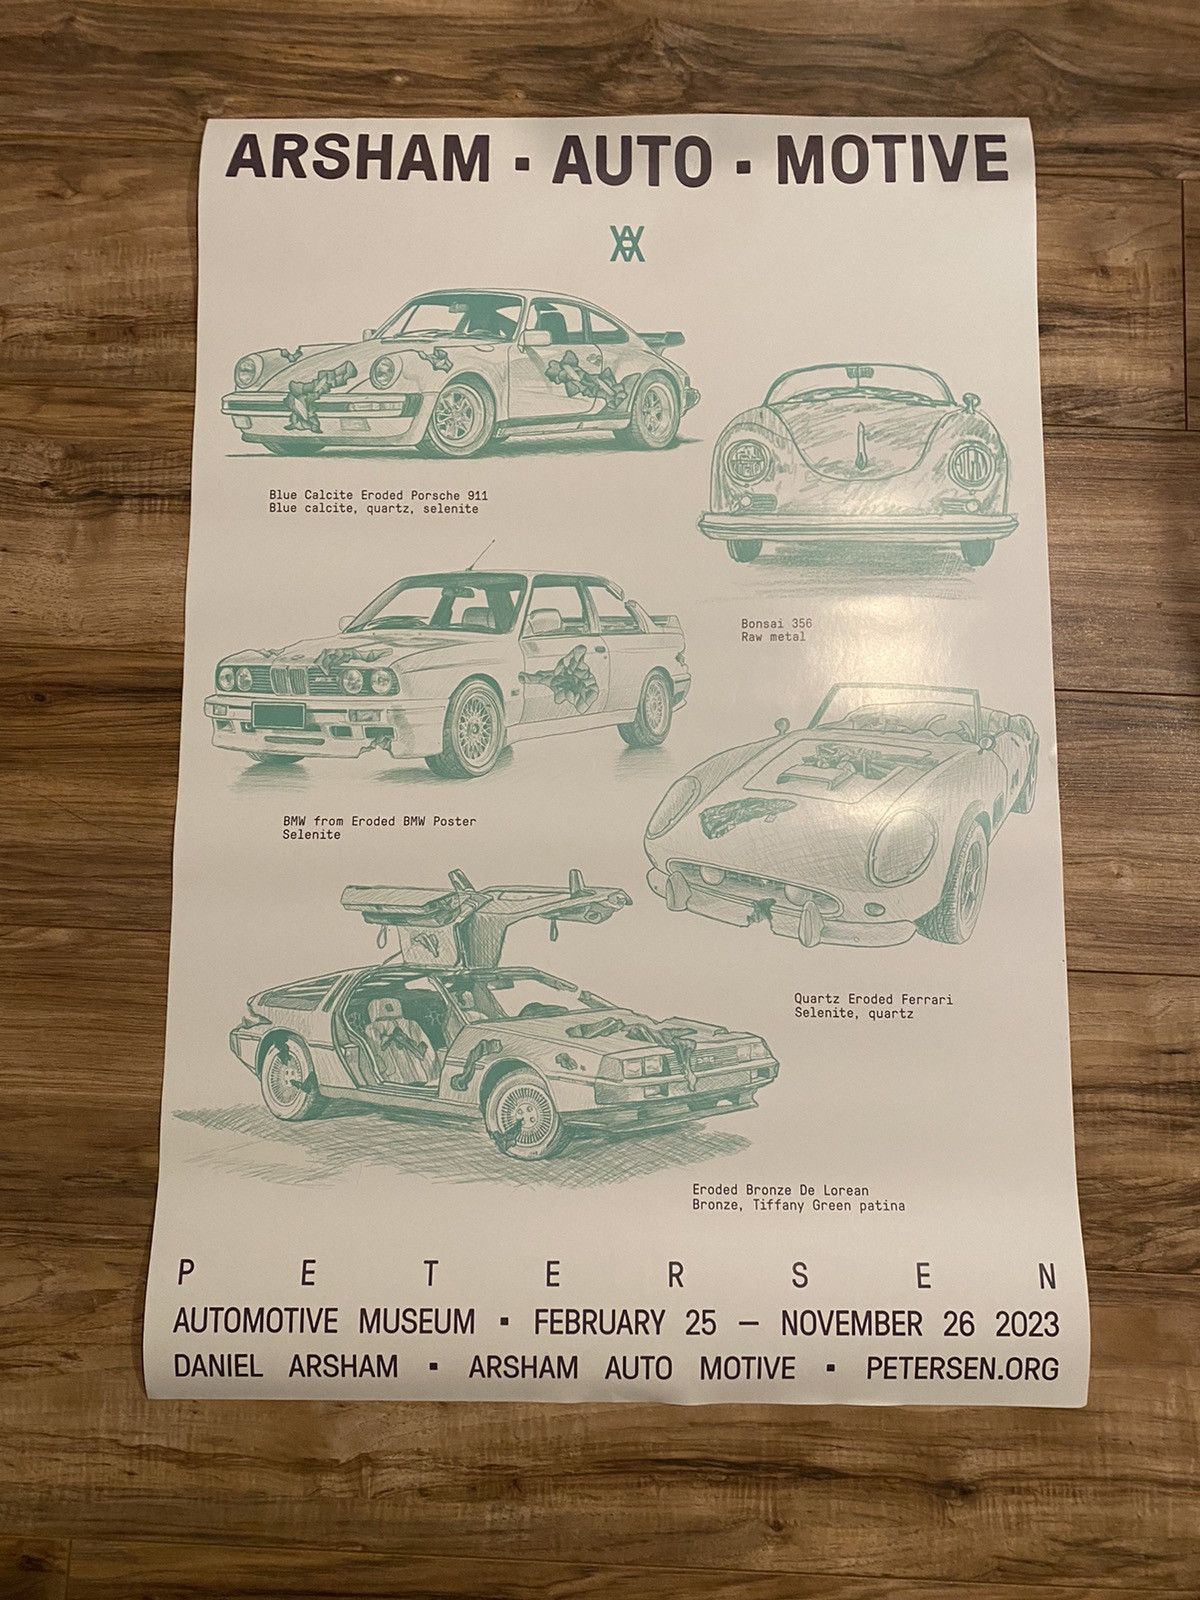 ARSHAM ▪ AUTO ▪ MOTIVE
Blue Calcite Eroded Porsche 911
Blue calcite, quartz, selenite
Bonsai 356
Raw metal
BMW from Eroded BMW Poster
Selenite
Quartz Eroded Ferrari
Selenite, quartz
DMC
Eroded Bronze De Lorean
Bronze, Tiffany Green patina
PETERSEN
AUTOMOTIVE MUSEUM ▪ FEBRUARY 25 — NOVEMBER 26 2023
DANIEL ARSHAM ▪ ARSHAM AUTO MOTIVE ▪ PETERSEN.ORG